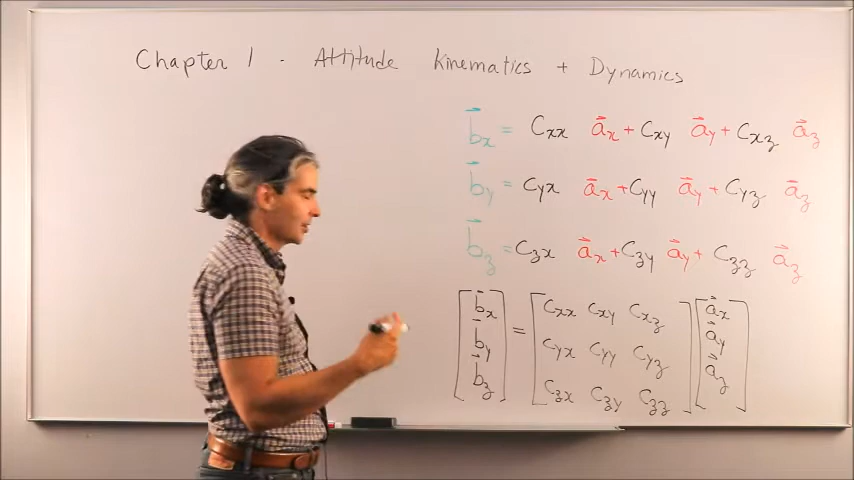 Chapter 1 . Attitude Kinematics + Dynamics
b⃗x = Cxx a⃗x + Cxy a⃗y + Cxz a⃗z
b⃗y = Cyx a⃗x + Cyy a⃗y + Cyz a⃗z
b⃗z = Czx a⃗x + Czy a⃗y + Czz a⃗z
[b⃗x] = [Cxx Cxy Cxz] [a⃗x]
[b⃗y] [Cyx Cyy Cyz] [a⃗y]
[b⃗z] [Czx Czy Czz] [a⃗z]